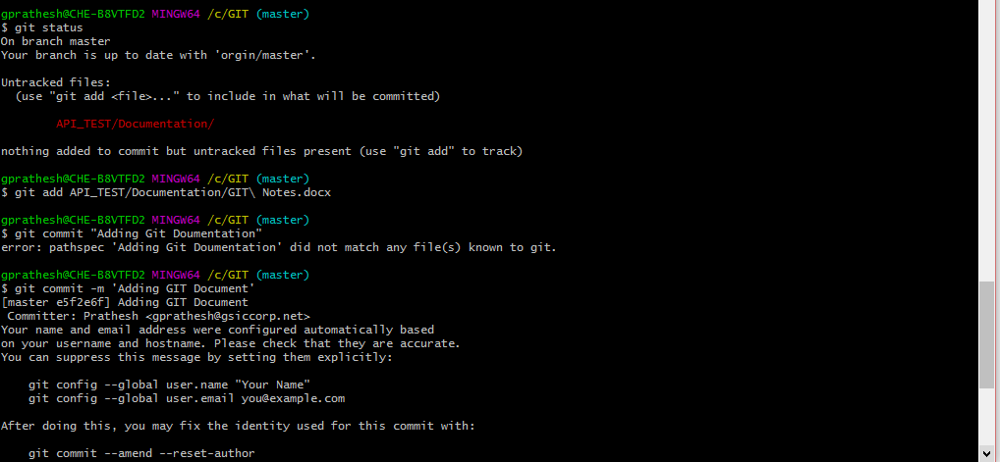 gprathesh@CHE-B8VTFD2 MINGW64 /c/GIT (master)
$ git status
On branch master
Your branch is up to date with 'orgin/master'.
Untracked files:
  (use "git add <file>..." to include in what will be committed)
        API_TEST/Documentation/
nothing added to commit but untracked files present (use "git add" to track)
gprathesh@CHE-B8VTFD2 MINGW64 /c/GIT (master)
$ git add API_TEST/Documentation/GIT\ Notes.docx
gprathesh@CHE-B8VTFD2 MINGW64 /c/GIT (master)
$ git commit "Adding Git Doumentation"
error: pathspec 'Adding Git Doumentation' did not match any file(s) known to git.
gprathesh@CHE-B8VTFD2 MINGW64 /c/GIT (master)
$ git commit -m 'Adding GIT Document'
[master e5f2e6f] Adding GIT Document
 Committer: Prathesh <gprathesh@gsiccorp.net>
Your name and email address were configured automatically based
on your username and hostname. Please check that they are accurate.
You can suppress this message by setting them explicitly:
    git config --global user.name "Your Name"
    git config --global user.email you@example.com
After doing this, you may fix the identity used for this commit with:
    git commit --amend --reset-author